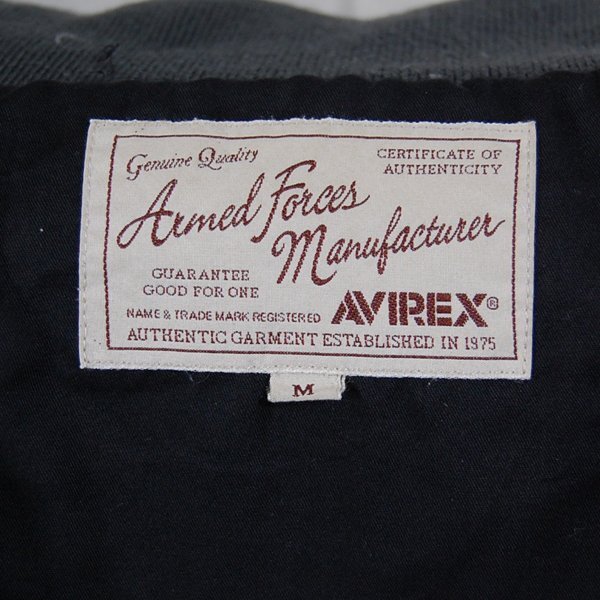 Genuine Quality
CERTIFICATE OF
AUTHENTICITY
Armed Forces
Manufacturer
GUARANTEE
GOOD FOR ONE
NAME & TRADE MARK REGISTERED
AVIREX®
AUTHENTIC GARMENT ESTABLISHED IN 1975
M